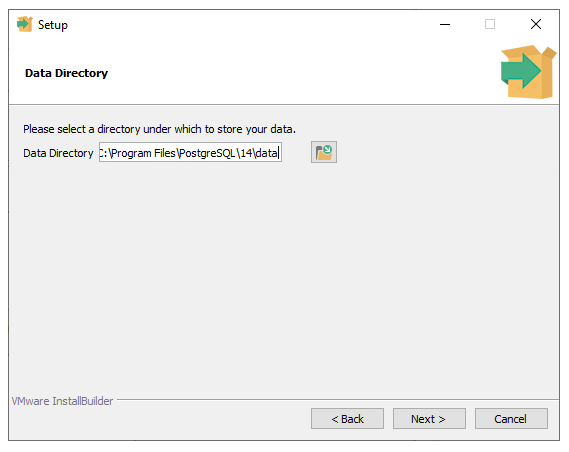 Setup
Data Directory
Please select a directory under which to store your data.
Data Directory C:\Program Files\PostgreSQL\14\data
VMware InstallBuilder
< Back Next > Cancel